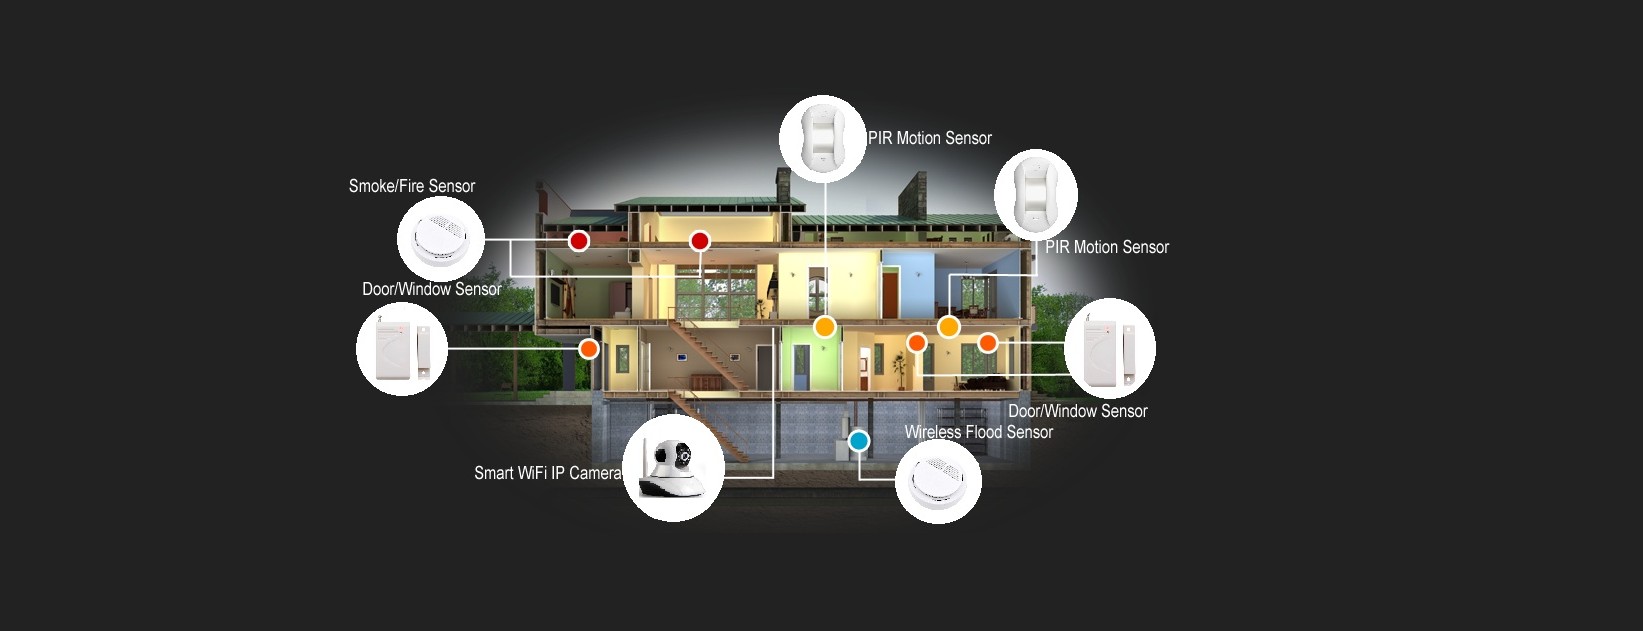 PIR Motion Sensor
Smoke/Fire Sensor
PIR Motion Sensor
Door/Window Sensor
Door/Window Sensor
Wireless Flood Sensor
Smart WiFi IP Camera